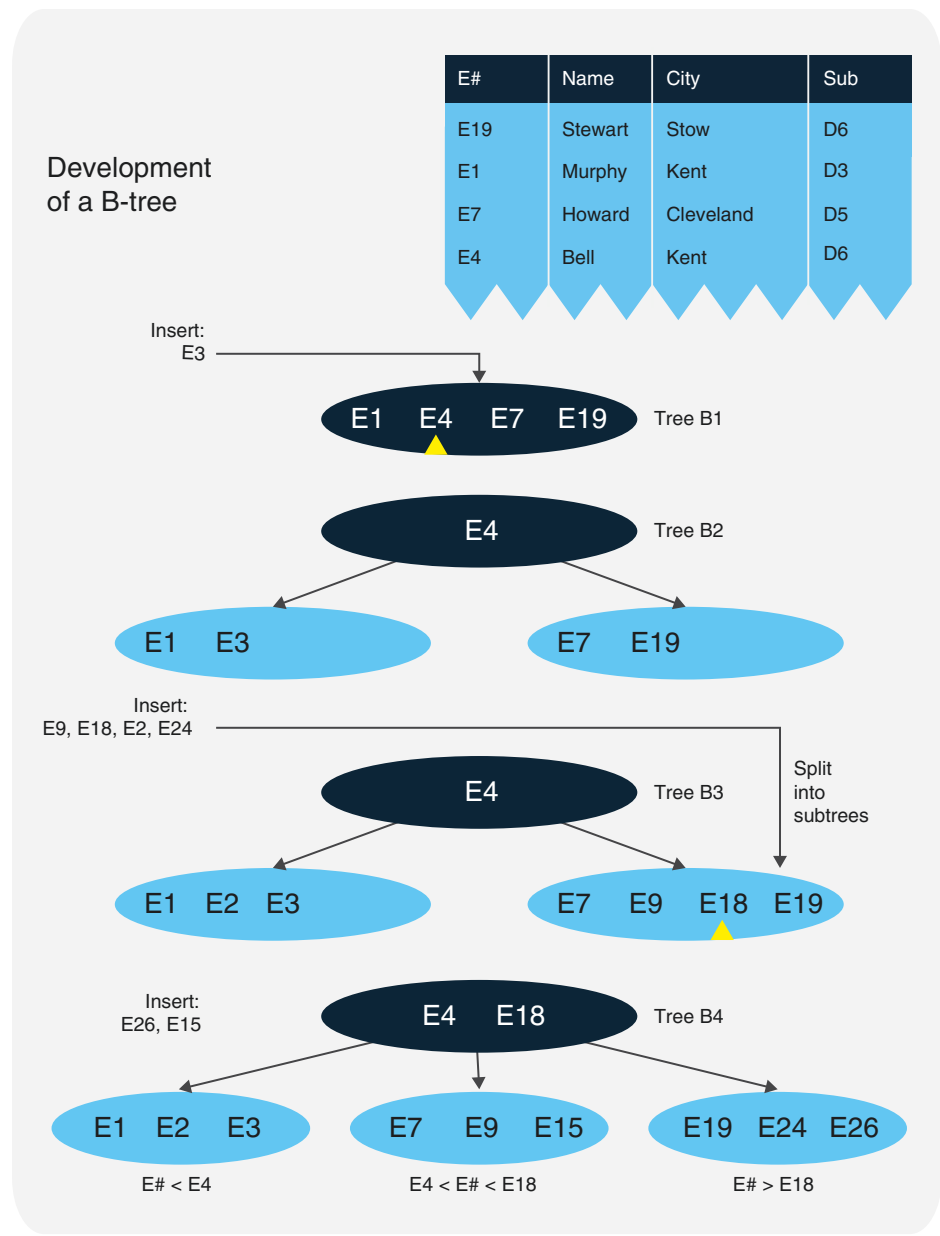 Development
of a B-tree
E# Name City Sub
E19 Stewart Stow D6
E1 Murphy Kent D3
E7 Howard Cleveland D5
E4 Bell Kent D6
Insert:
E3
E1 E4 E7 E19
Tree B1
E4
Tree B2
E1 E3
E7 E19
Insert:
E9, E18, E2, E24
Split
into
subtrees
E4
Tree B3
E1 E2 E3
E7 E9 E18 E19
Insert:
E26, E15
E4 E18
Tree B4
E1 E2 E3
E7 E9 E15
E19 E24 E26
E# < E4
E4 < E# < E18
E# > E18